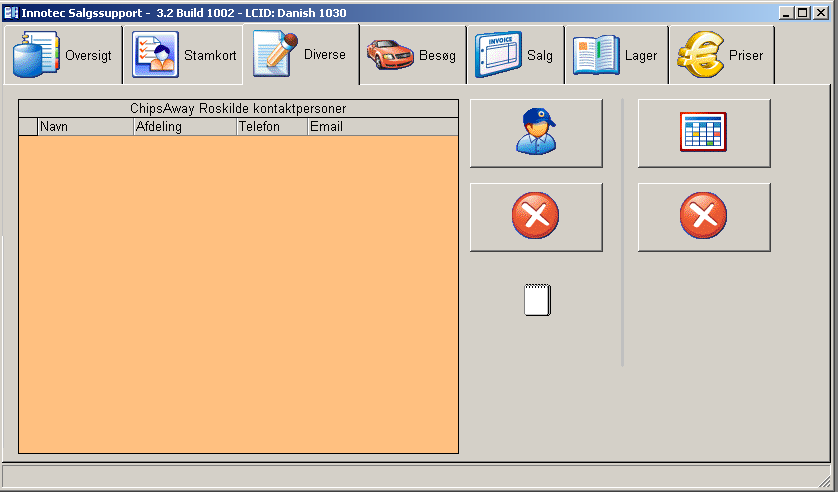 Innotec Salgssupport - 3.2 Build 1002 - LCID: Danish 1030
Oversigt Stamkort Diverse Besøg INVOICE Salg Lager Priser
ChipsAway Roskilde kontaktpersoner
Navn Afdeling Telefon Email